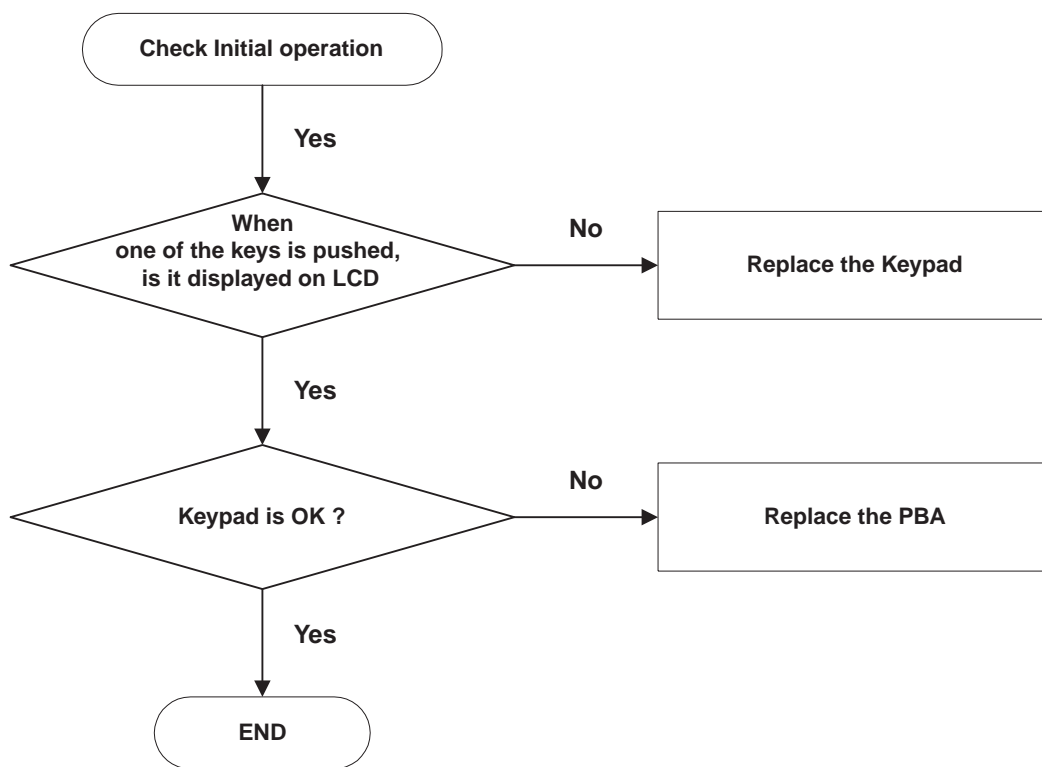 Check Initial operation
Yes
When
one of the keys is pushed,
is it displayed on LCD
No
Replace the Keypad
Yes
Keypad is OK ?
No
Replace the PBA
Yes
END